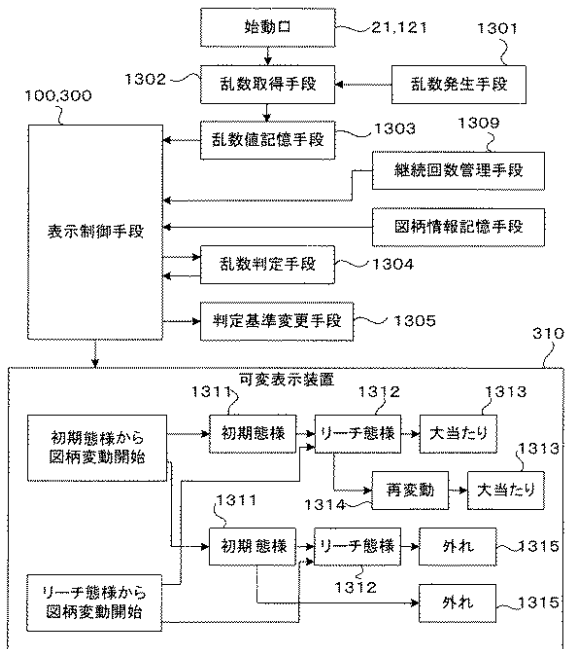 始動口
21,121
1301
1302
乱数取得手段
乱数発生手段
100,300
乱数値記憶手段
1303
1309
継続回数管理手段
表示制御手段
図柄情報記憶手段
乱数判定手段
1304
判定基準変更手段
1305
310
可変表示装置
1311
1312
1313
初期態様から
図柄変動開始
初期態様
リーチ態様
大当たり
1313
再変動
大当たり
1314
1311
初期態様
リーチ態様
外れ
1315
1312
リーチ態様から
図柄変動開始
外れ
1315